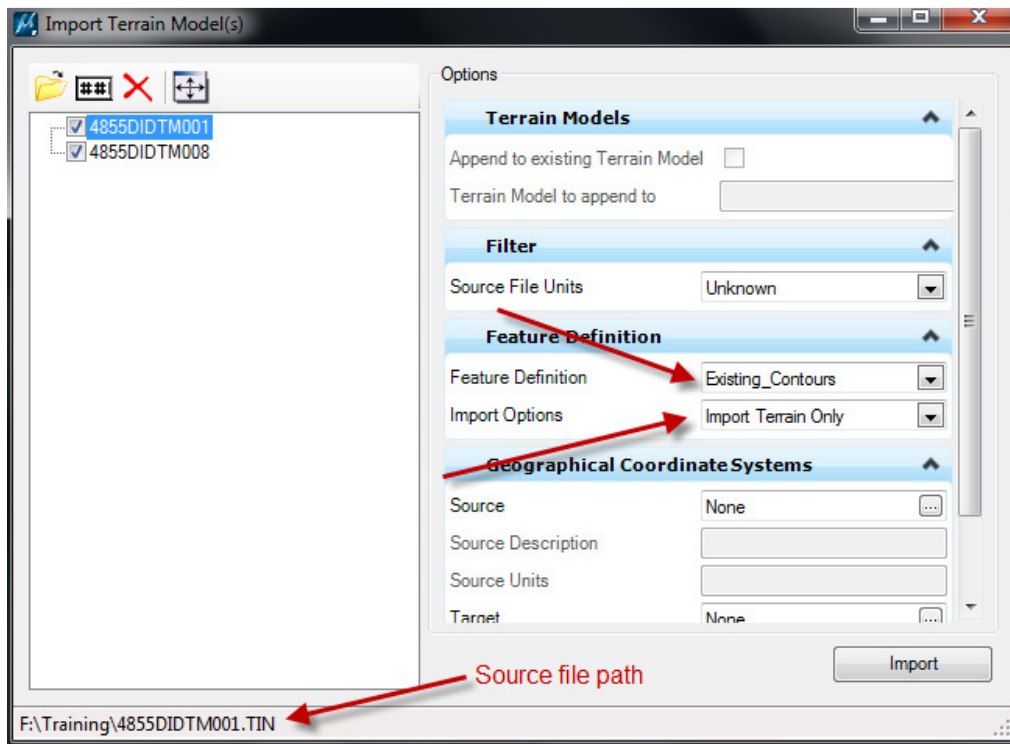 Import Terrain Model(s)
Options
4855DIDTM001
4855DIDTM008
Terrain Models
Append to existing Terrain Model
Terrain Model to append to
Filter
Source File Units Unknown
Feature Definition
Feature Definition Existing_Contours
Import Options Import Terrain Only
Geographical Coordinate Systems
Source None
Source Description
Source Units
Target None
Import
Source file path
F:\Training\4855DIDTM001.TIN